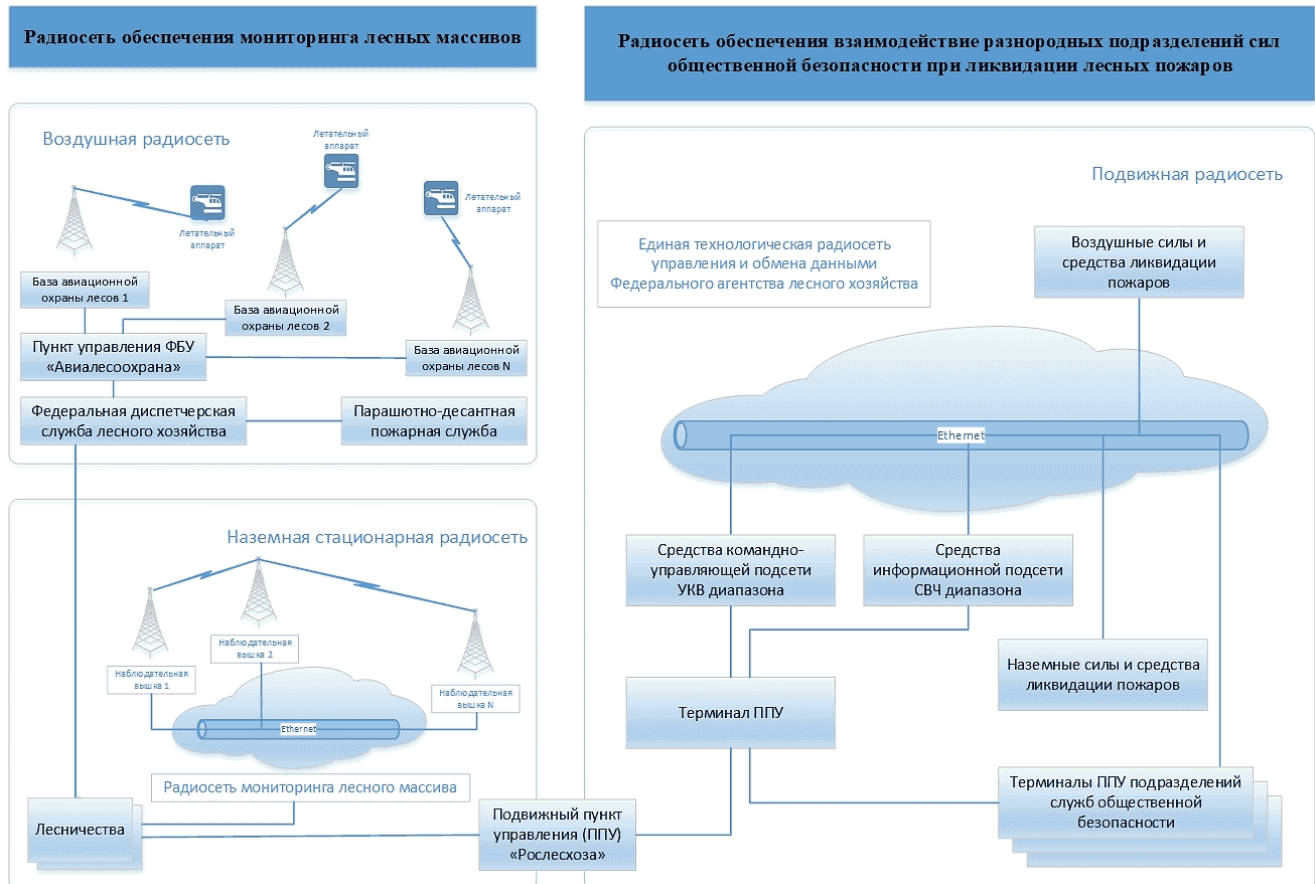 Радиосеть обеспечения мониторинга лесных массивов
Воздушная радиосеть
Летательный
аппарат
Летательный
аппарат
Летательный
аппарат
База авиационной
охраны лесов 1
База авиационной
охраны лесов 2
База авиационной
охраны лесов N
Пункт управления ФБУ
«Авиалесоохрана»
Федеральная диспетчерская
служба лесного хозяйства
Парашютно-десантная
пожарная служба
Наземная стационарная радиосеть
Наблюдательная
вышка 1
Наблюдательная
вышка 2
Наблюдательная
вышка N
Ethernet
Радиосеть мониторинга лесного массива
Лесничества
Подвижный пункт
управления (ППУ)
«Рослесхоза»
Радиосеть обеспечения взаимодействие разнородных подразделений сил
общественной безопасности при ликвидации лесных пожаров
Подвижная радиосеть
Единая технологическая радиосеть
управления и обмена данными
Федерального агентства лесного хозяйства
Воздушные силы и
средства ликвидации
пожаров
Ethernet
Средства командно-
управляющей подсети
УКВ диапазона
Средства
информационной подсети
СВЧ диапазона
Наземные силы и средства
ликвидации пожаров
Терминал ППУ
Терминалы ППУ подразделений
служб общественной
безопасности